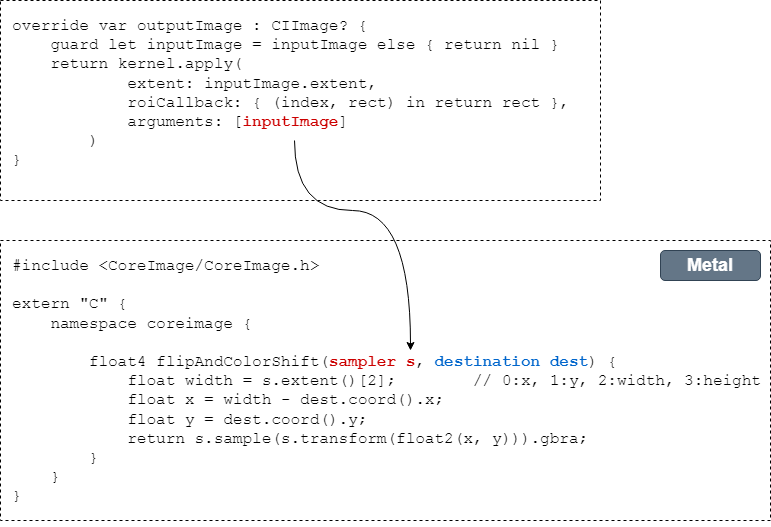 override var outputImage : CIImage? {
    guard let inputImage = inputImage else { return nil }
    return kernel.apply(
            extent: inputImage.extent,
            roiCallback: { (index, rect) in return rect },
            arguments: [inputImage]
        )
}
Metal
#include <CoreImage/CoreImage.h>

extern "C" {
    namespace coreimage {

        float4 flipAndColorShift(sampler s, destination dest) {
            float width = s.extent()[2];        // 0:x, 1:y, 2:width, 3:height
            float x = width - dest.coord().x;
            float y = dest.coord().y;
            return s.sample(s.transform(float2(x, y))).gbra;
        }
    }
}